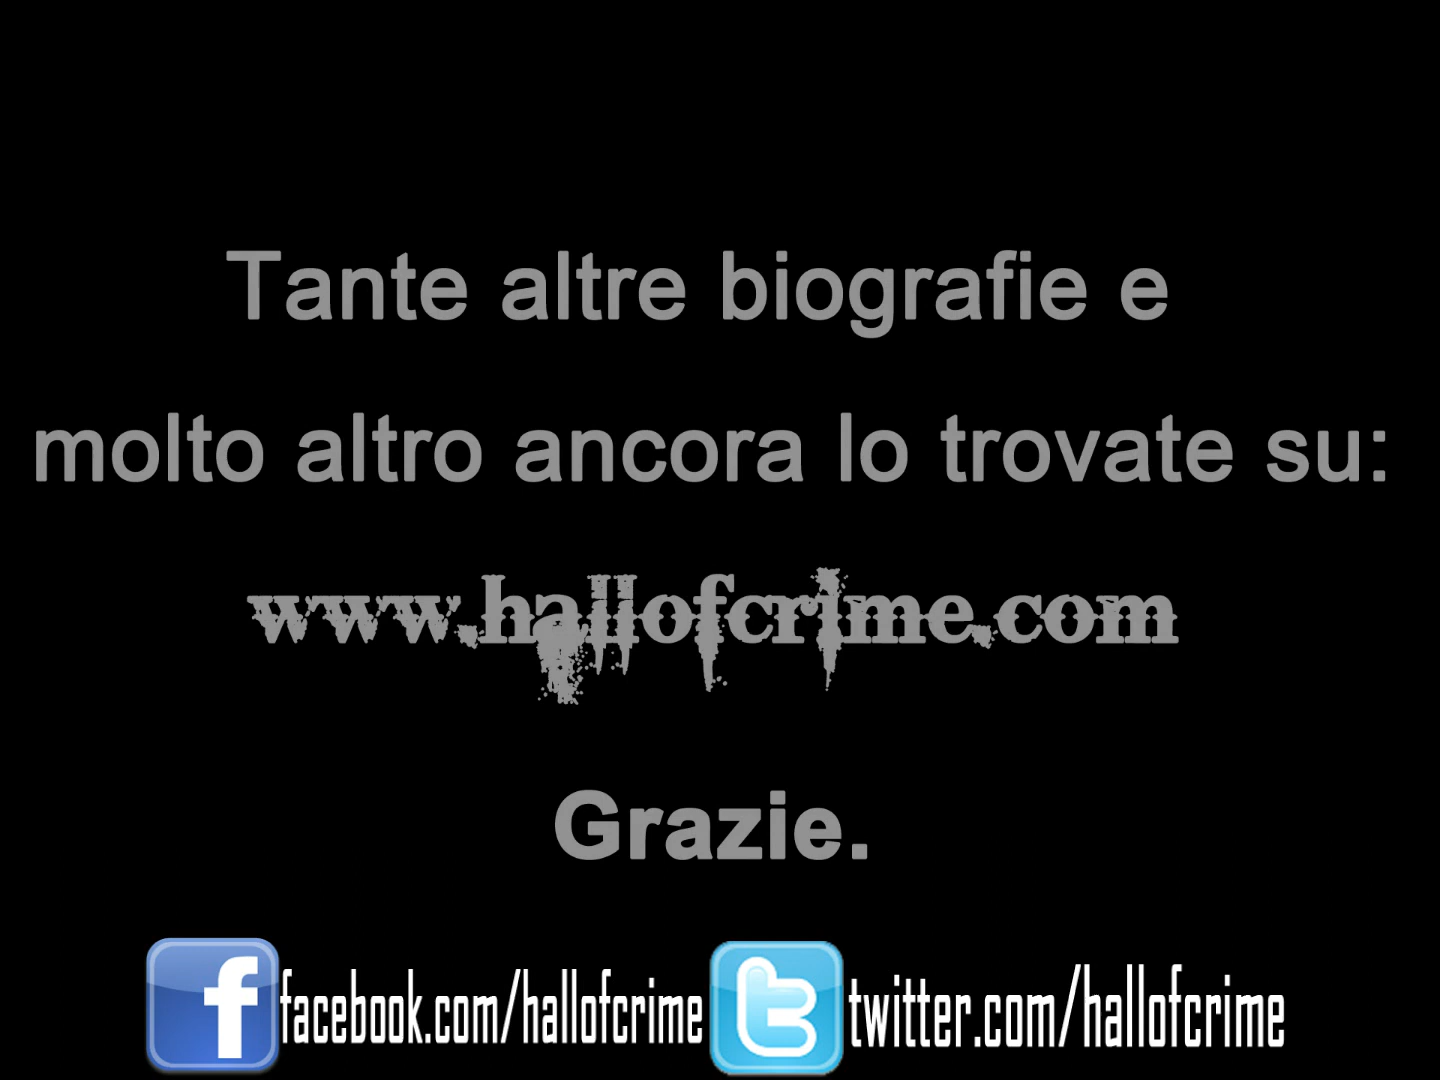 Tante altre biografie e
molto altro ancora lo trovate su:
www.hallofcrime.com
Grazie.
facebook.com/hallofcrime twitter.com/hallofcrime